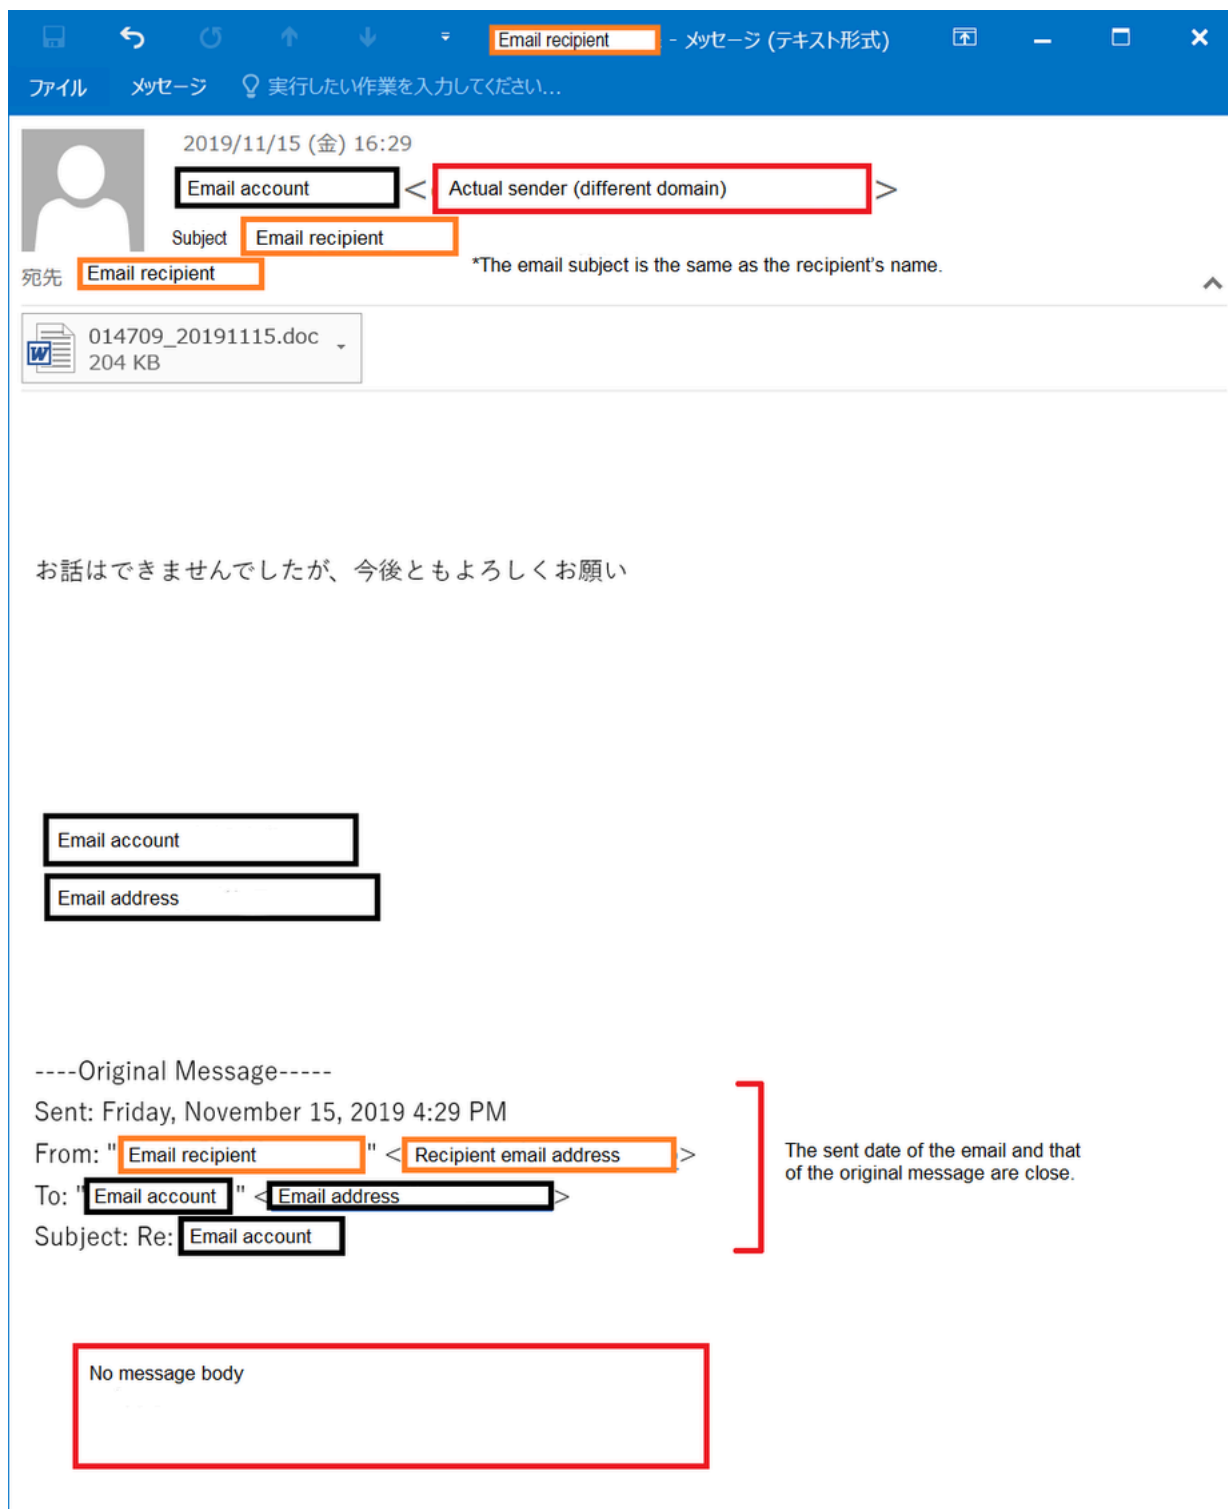 Email recipient - メッセージ (テキスト形式)
ファイル メッセージ 実行したい作業を入力してください...
2019/11/15 (金) 16:29
Email account < Actual sender (different domain) >
Subject Email recipient
宛先 Email recipient
*The email subject is the same as the recipient's name.
014709_20191115.doc
204 KB
お話はできませんでしたが、今後ともよろしくお願い
Email account
Email address
----Original Message-----
Sent: Friday, November 15, 2019 4:29 PM
From: " Email recipient " < Recipient email address >
To: " Email account " < Email address >
Subject: Re: Email account
The sent date of the email and that
of the original message are close.
No message body